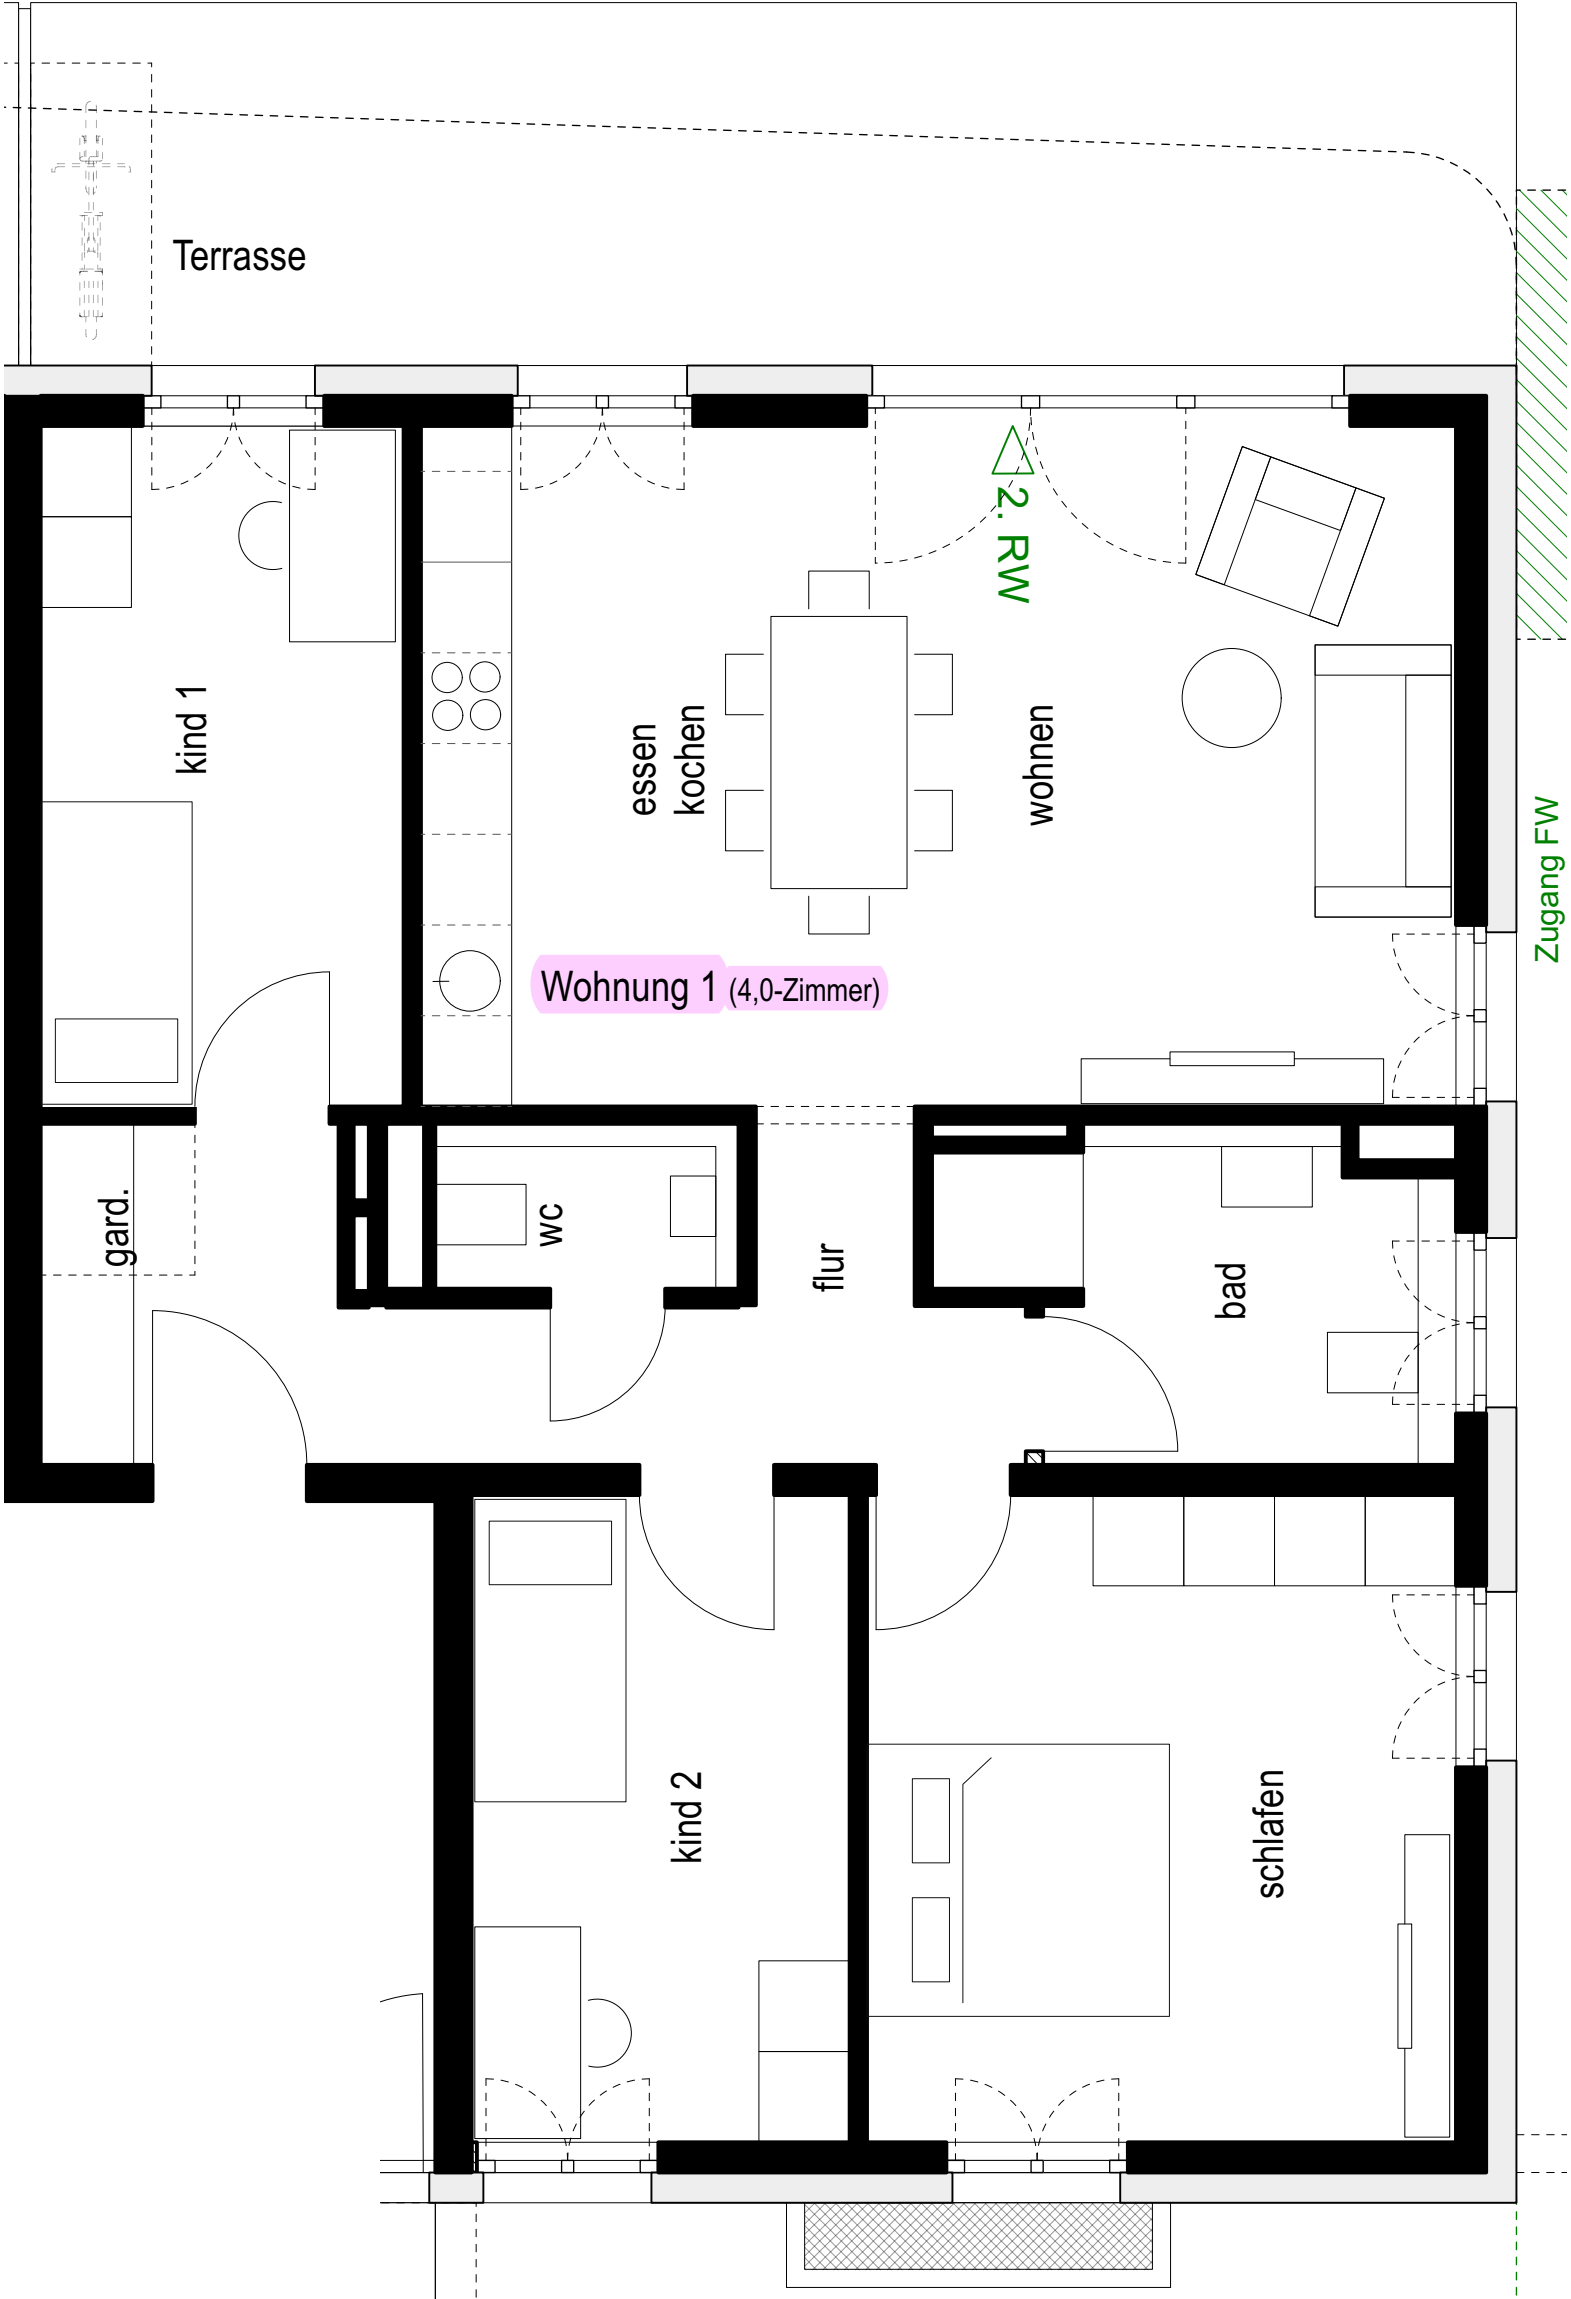 Terrasse
2. RW
kind 1
essen
kochen
wohnen
Zugang FW
Wohnung 1 (4,0-Zimmer)
gard.
wc
flur
bad
kind 2
schlafen